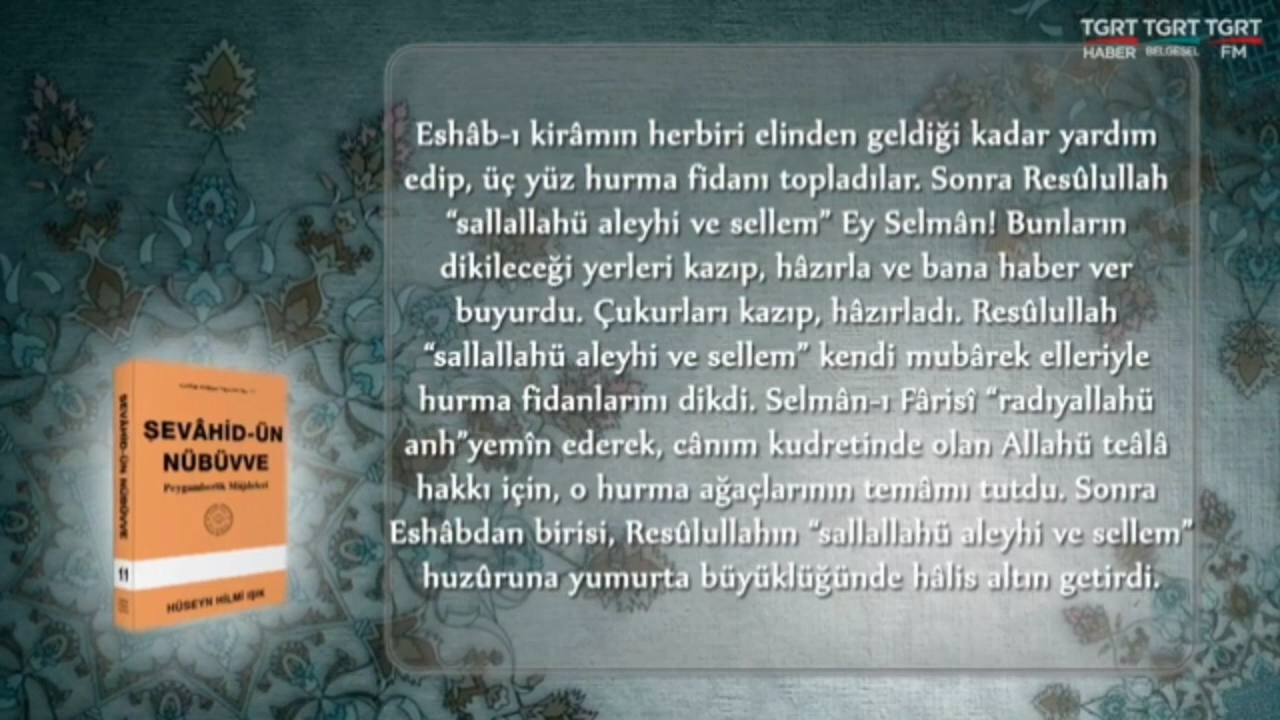 TGRT TGRT TGRT
HABER BELGESEL FM
Eshâb-ı kirâmın herbiri elinden geldiği kadar yardım
edip, üç yüz hurma fidanı topladılar. Sonra Resûlullah
“sallallahü aleyhi ve sellem” Ey Selmân! Bunların
dikileceği yerleri kazıp, hâzırla ve bana haber ver
buyurdu. Çukurları kazıp, hâzırladı. Resûlullah
“sallallahü aleyhi ve sellem” kendi mubârek elleriyle
hurma fidanlarını dikdi. Selmân-ı Fârisî “radıyallahü
anh”yemîn ederek, cânım kudretinde olan Allahü teâlâ
hakkı için, o hurma ağaçlarının temâmı tutdu. Sonra
Eshâbdan birisi, Resûlullahın “sallallahü aleyhi ve sellem”
huzûruna yumurta büyüklüğünde hâlis altın getirdi.
ŞEVÂHİD-ÜN NÜBÜVVE
11
ŞEVÂHİD-ÜN
NÜBÜVVE
Peygamberlik Müjdeleri
HÜSEYN HİLMİ IŞIK